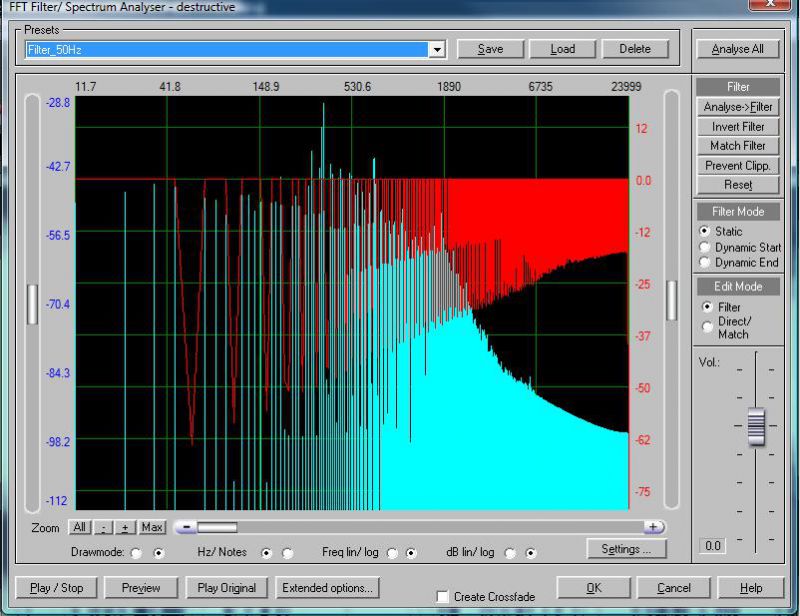 FFT Filter/ Spectrum Analyser - destructive
X
Presets
Filter_50Hz
Save
Load
Delete
Analyse All
11.7 41.8 148.9 530.6 1890 6735 23999
-28.8
-42.7
-56.5
-70.4
-84.3
-98.2
-112
12
0.0
-12
-25
-37
-50
-62
-75
Filter
Analyse->Filter
Invert Filter
Match Filter
Prevent Clipp.
Reset
Filter Mode
Static
Dynamic Start
Dynamic End
Edit Mode
Filter
Direct/
Match
Vol.:
0.0
Zoom All - + Max - +
Drawmode: Hz/ Notes Freq lin/ log dB lin/ log
Settings ...
Play / Stop
Preview
Play Original
Extended options...
Create Crossfade
OK
Cancel
Help